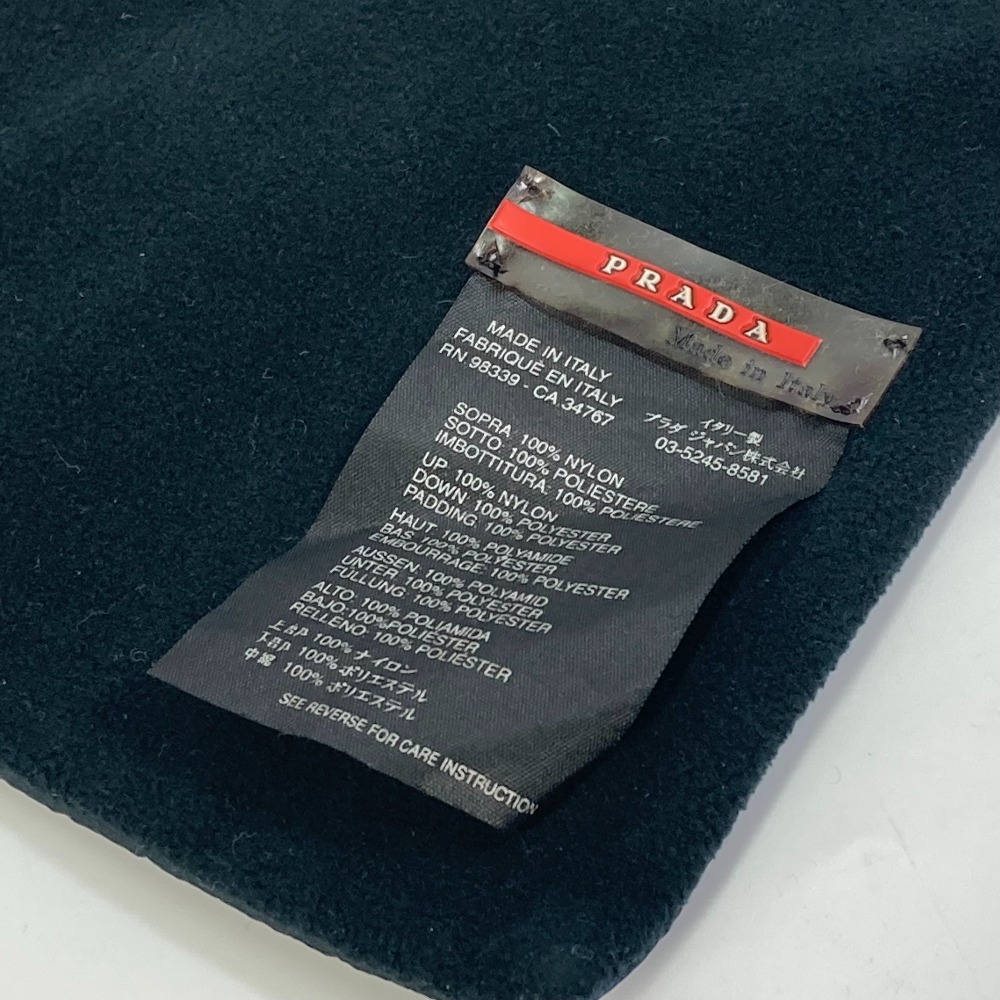 PRADA
Made in Italy
MADE IN ITALY
FABRIQUÉ EN ITALY
RN 98339 - CA.34767
イタリー製
プラダ ジャパン株式会社
03-5245-8581
SOPRA: 100% NYLON
SOTTO: 100% POLIESTERE
IMBOTTITURA: 100% POLIESTERE
UP: 100% NYLON
DOWN: 100% POLYESTER
PADDING: 100% POLYESTER
HAUT: 100% POLYAMIDE
BAS: 100% POLYESTER
EMBOURRAGE: 100% POLYESTER
AUSSEN: 100% POLYAMID
UNTER: 100% POLYESTER
FÜLLUNG: 100% POLYESTER
ALTO: 100% POLIAMIDA
BAJO:100%POLIESTER
RELLENO: 100% POLIÉSTER
上部 100% ナイロン
下部 100% ポリエステル
中綿 100% ポリエステル
SEE REVERSE FOR CARE INSTRUCTION